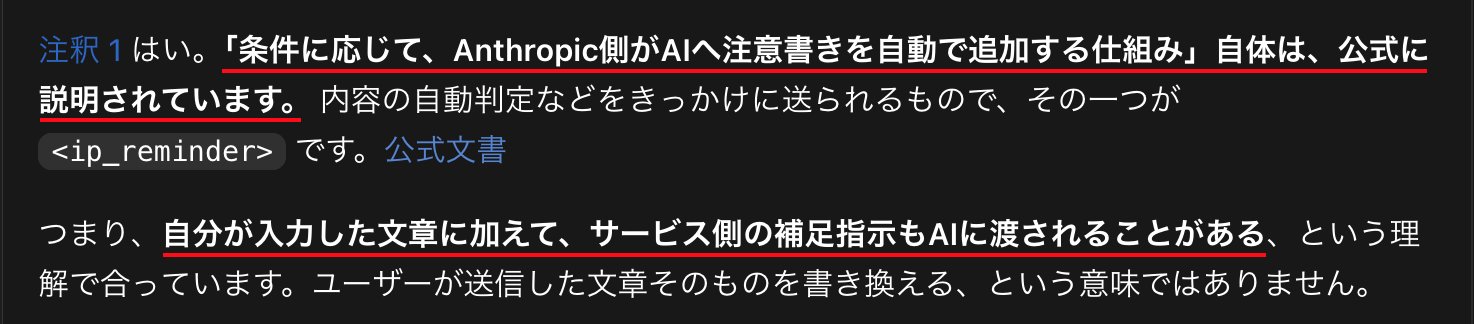 注釈 1 はい。「条件に応じて、Anthropic側がAIへ注意書きを自動で追加する仕組み」自体は、公式に
説明されています。 内容の自動判定などをきっかけに送られるもので、その一つが
<ip_reminder> です。公式文書
つまり、自分が入力した文章に加えて、サービス側の補足指示もAIに渡されることがある、という理
解で合っています。ユーザーが送信した文章そのものを書き換える、という意味ではありません。